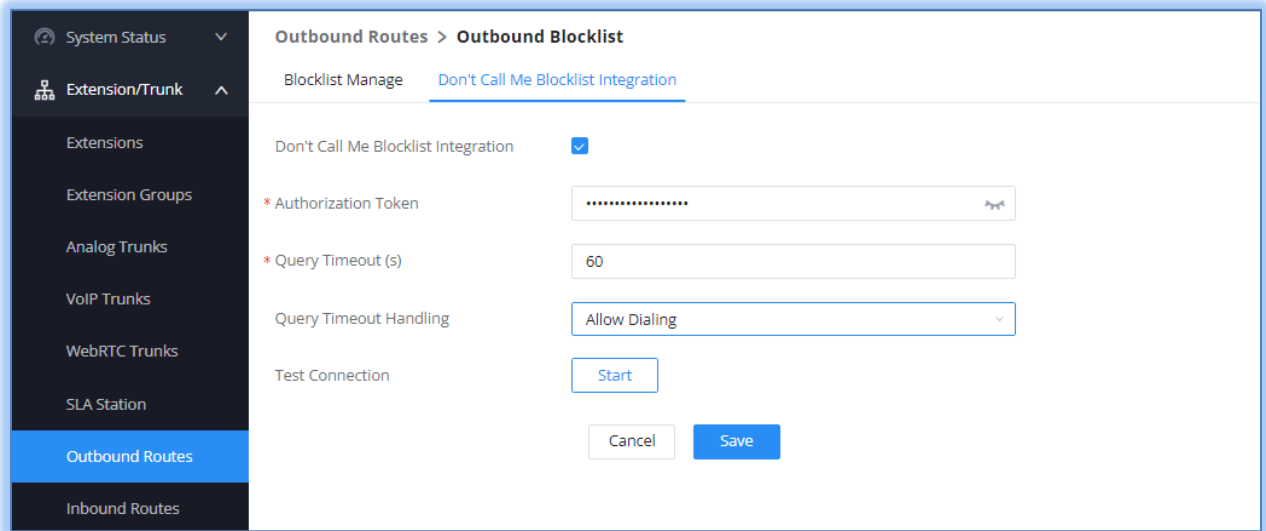 System Status
Extension/Trunk
Extensions
Extension Groups
Analog Trunks
VoIP Trunks
WebRTC Trunks
SLA Station
Outbound Routes
Inbound Routes
Outbound Routes > Outbound Blocklist
Blocklist Manage Don't Call Me Blocklist Integration
Don't Call Me Blocklist Integration
* Authorization Token ••••••••••••••••••
* Query Timeout (s) 60
Query Timeout Handling Allow Dialing
Test Connection Start
Cancel Save